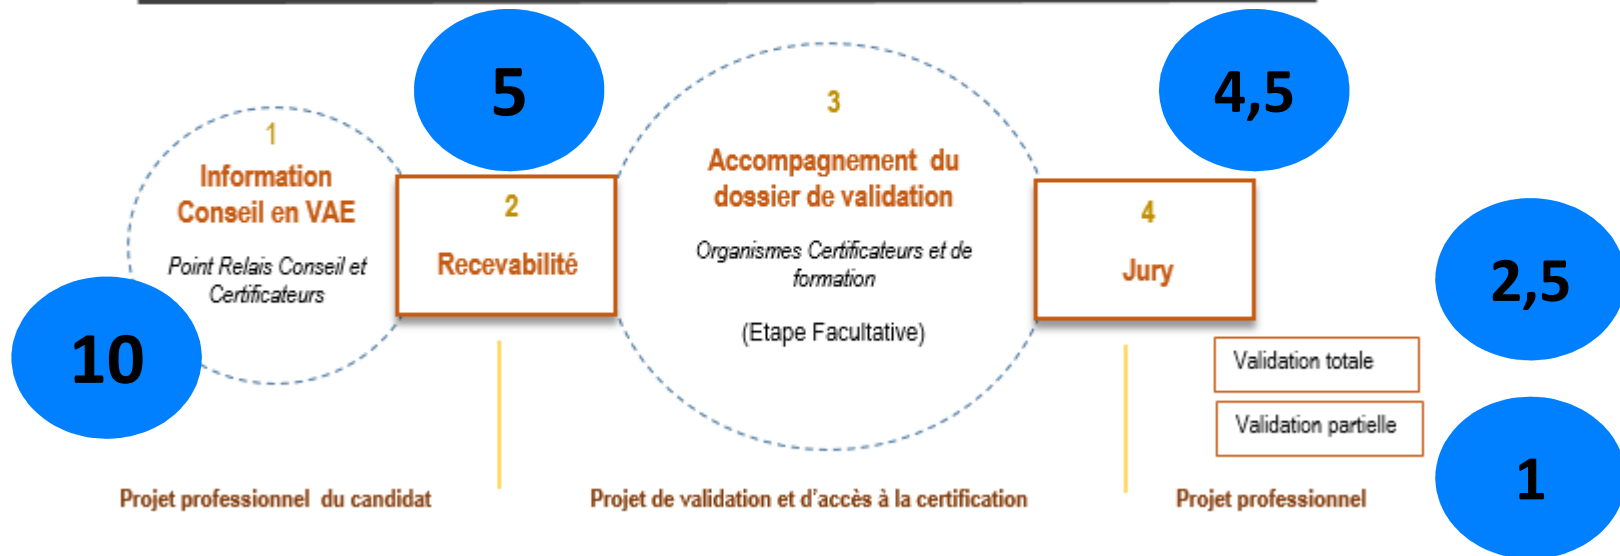 5
4,5
1
Information
Conseil en VAE
Point Relais Conseil et
Certificateurs
10
2
Recevabilité
3
Accompagnement du
dossier de validation
Organismes Certificateurs et de
formation
(Etape Facultative)
4
Jury
2,5
Validation totale
Validation partielle
1
Projet professionnel du candidat
Projet de validation et d'accès à la certification
Projet professionnel